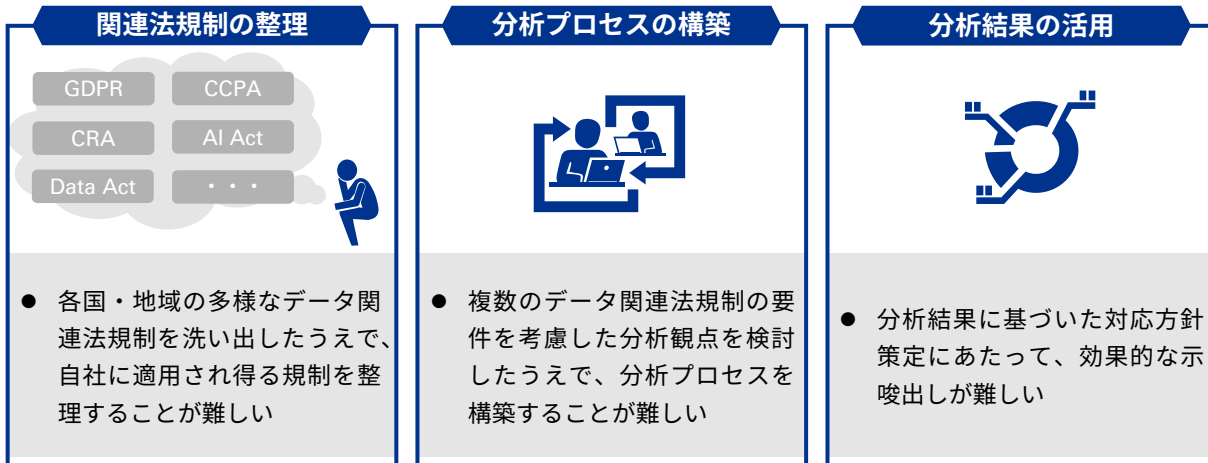 関連法規制の整理
GDPR
CCPA
CRA
AI Act
Data Act
・・・
● 各国・地域の多様なデータ関
連法規制を洗い出したうえで、
自社に適用され得る規制を整
理することが難しい
分析プロセスの構築
● 複数のデータ関連法規制の要
件を考慮した分析観点を検討
したうえで、分析プロセスを
構築することが難しい
分析結果の活用
● 分析結果に基づいた対応方針
策定にあたって、効果的な示
唆出しが難しい